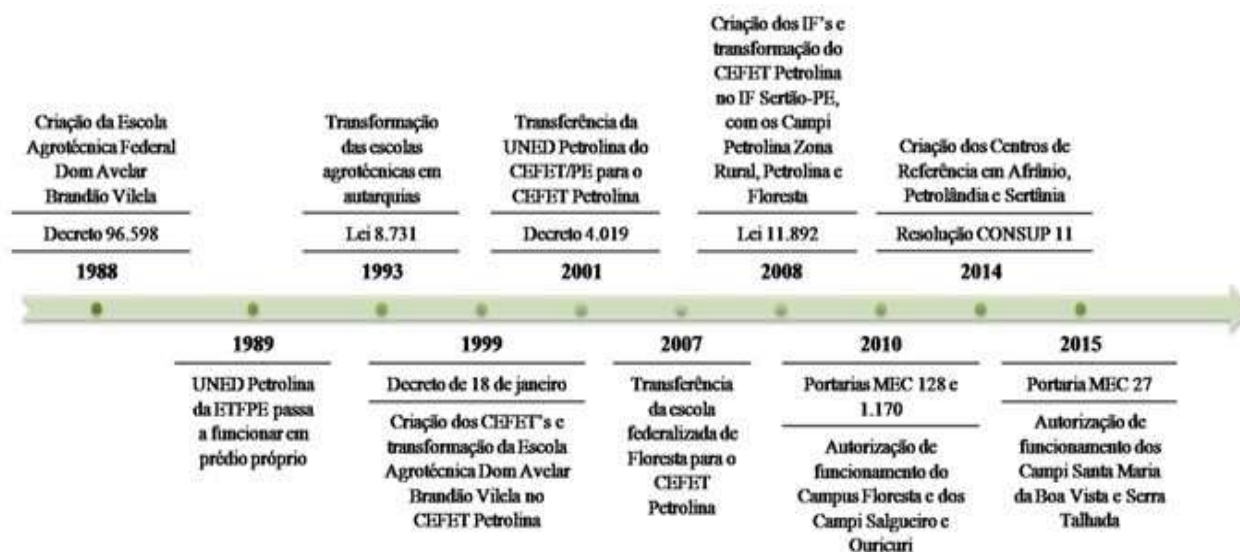 Criação da Escola
Agrotécnica Federal
Dom Avelar
Brandão Vilela
Decreto 96.598
1988
Transformação
das escolas
agrotécnicas em
autarquias
Lei 8.731
1993
Transferência da
UNED Petrolina do
CEFET/PE para o
CEFET Petrolina
Decreto 4.019
2001
Criação dos IF's e
transformação do
CEFET Petrolina
no IF Sertão-PE,
com os Campi
Petrolina Zona
Rural, Petrolina e
Floresta
Lei 11.892
2008
Criação dos Centros de
Referência em Afrânio,
Petrolândia e Sertânia
Resolução CONSUP 11
2014
1989
UNED Petrolina
da ETFPE passa
a funcionar em
prédio próprio
1999
Decreto de 18 de janeiro
Criação dos CEFET's e
transformação da Escola
Agrotécnica Dom Avelar
Brandão Vilela no
CEFET Petrolina
2007
Transferência
da escola
federalizada de
Floresta para o
CEFET
Petrolina
2010
Portarias MEC 128 e
1.170
Autorização de
funcionamento do
Campus Floresta e dos
Campi Salgueiro e
Ouricuri
2015
Portaria MEC 27
Autorização de
funcionamento dos
Campi Santa Maria
da Boa Vista e Serra
Talhada